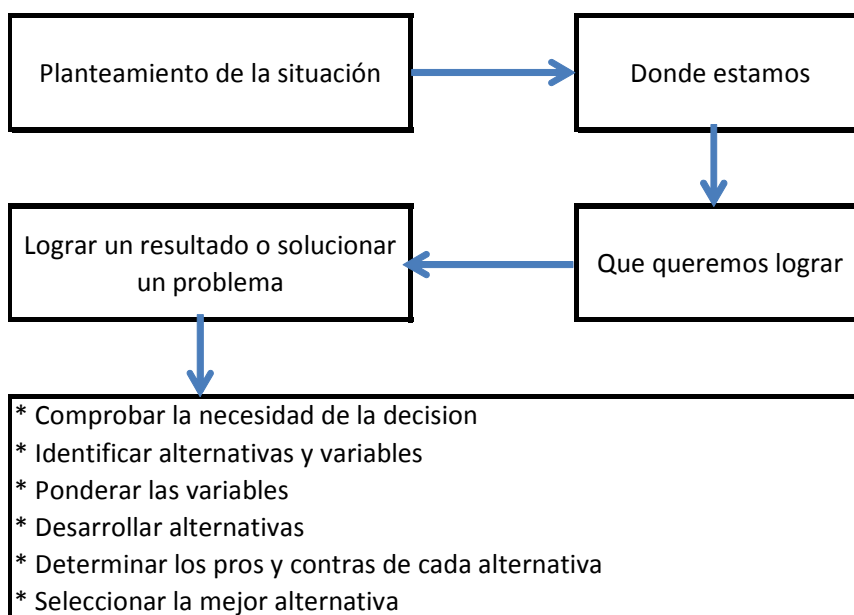 Planteamiento de la situación
Donde estamos
Que queremos lograr
Lograr un resultado o solucionar
un problema
* Comprobar la necesidad de la decision
* Identificar alternativas y variables
* Ponderar las variables
* Desarrollar alternativas
* Determinar los pros y contras de cada alternativa
* Seleccionar la mejor alternativa